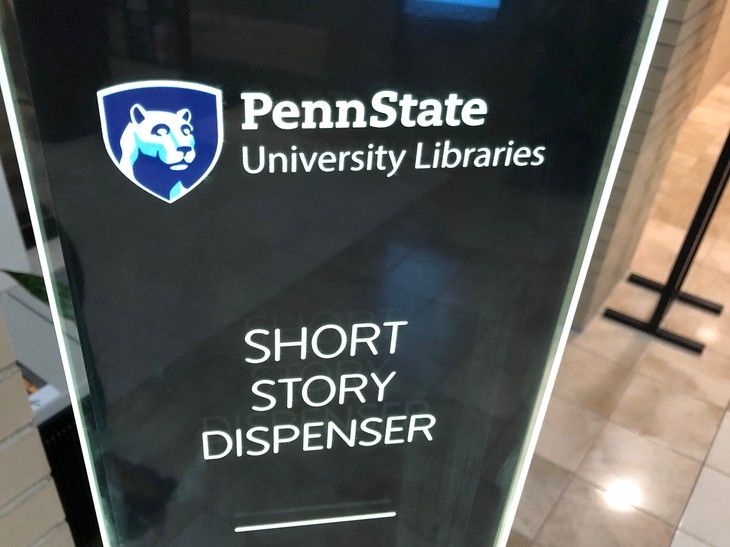 PennState
University Libraries
SHORT
STORY
DISPENSER